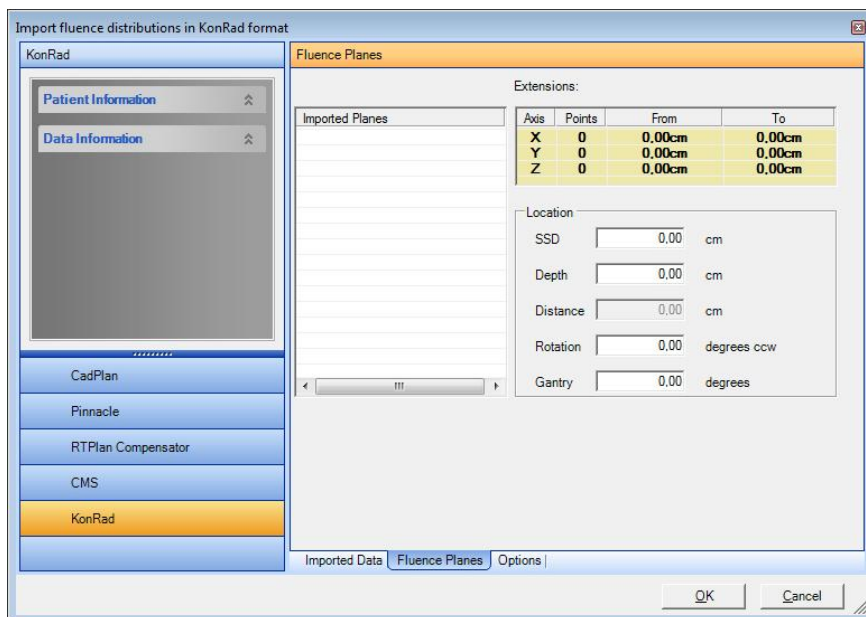 Import fluence distributions in KonRad format
KonRad
Patient Information
Data Information
CadPlan
Pinnacle
RTPlan Compensator
CMS
KonRad
Fluence Planes
Imported Planes
Extensions:
Axis Points From To
X 0 0,00cm 0,00cm
Y 0 0,00cm 0,00cm
Z 0 0,00cm 0,00cm
Location
SSD 0,00 cm
Depth 0,00 cm
Distance 0,00 cm
Rotation 0,00 degrees ccw
Gantry 0,00 degrees
Imported Data Fluence Planes Options
OK Cancel